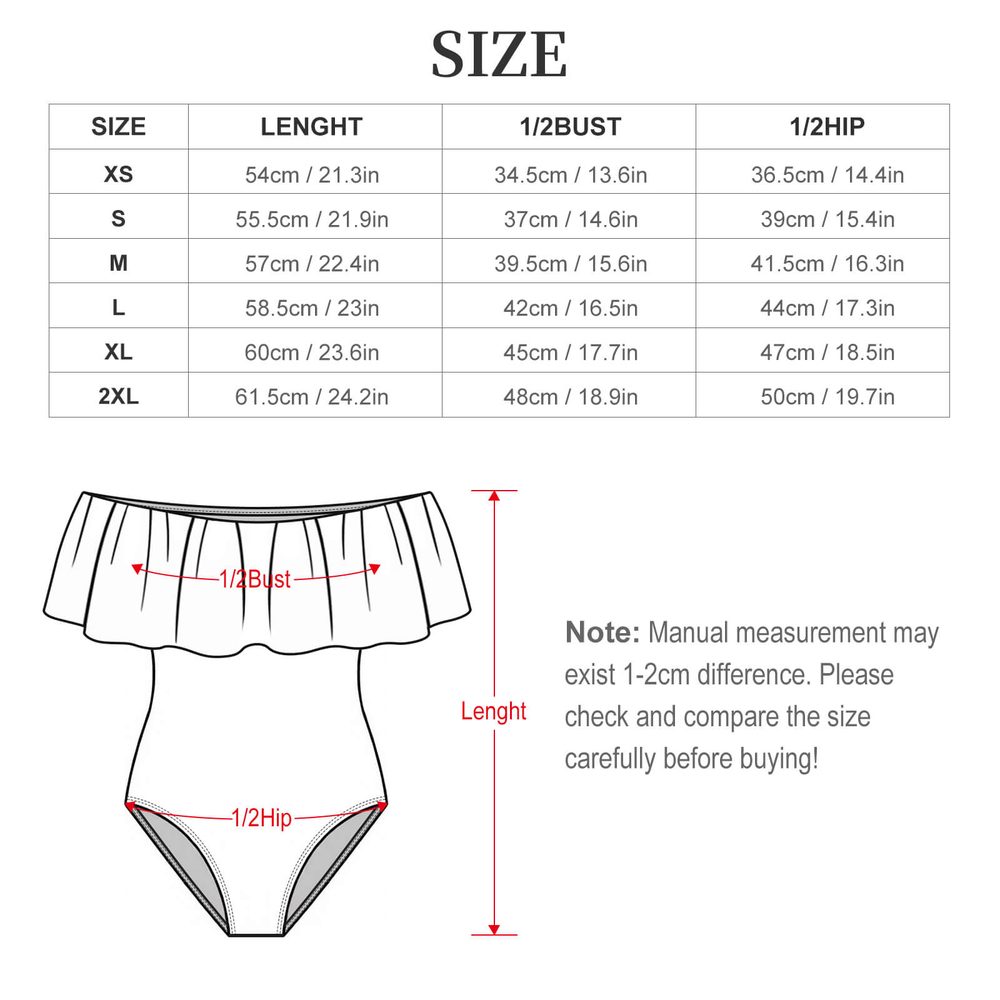 SIZE
SIZE LENGHT 1/2BUST 1/2HIP
XS 54cm / 21.3in 34.5cm / 13.6in 36.5cm / 14.4in
S 55.5cm / 21.9in 37cm / 14.6in 39cm / 15.4in
M 57cm / 22.4in 39.5cm / 15.6in 41.5cm / 16.3in
L 58.5cm / 23in 42cm / 16.5in 44cm / 17.3in
XL 60cm / 23.6in 45cm / 17.7in 47cm / 18.5in
2XL 61.5cm / 24.2in 48cm / 18.9in 50cm / 19.7in
1/2Bust
Lenght
1/2Hip
Note: Manual measurement may
exist 1-2cm difference. Please
check and compare the size
carefully before buying!